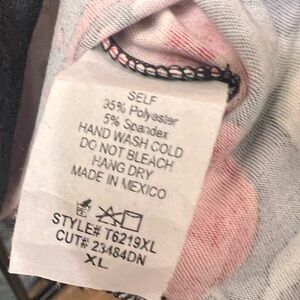 SELF
95% Polyester
5% Spandex
HAND WASH COLD
DO NOT BLEACH
HANG DRY
MADE IN MEXICO
STYLE# T6219XL
CUT# 23484DN
XL